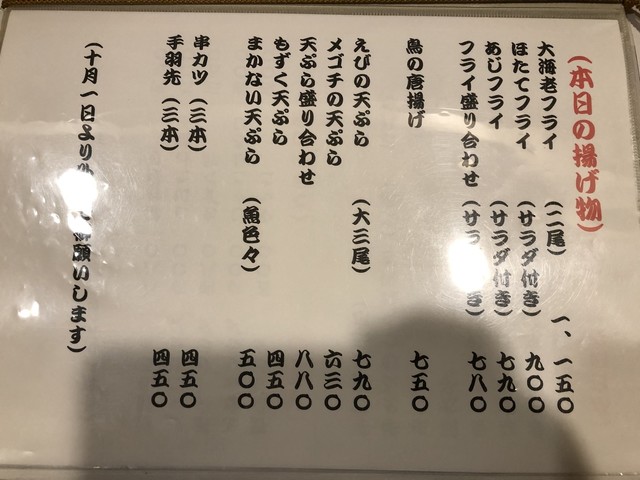 (本日の揚げ物)
大海老フライ (二尾) 一、一五〇
ほたてフライ (サラダ付き) 九〇〇
あじフライ (サラダ付き) 七九〇
フライ盛り合わせ (サラ き) 七八〇
鳥の唐揚げ 七五〇
えびの天ぷら (大三尾) 七九〇
メゴチの天ぷら 六三〇
天ぷら盛り合わせ 八八〇
もずく天ぷら 四五〇
まかない天ぷら (魚色々) 五〇〇
串カツ (三本) 四五〇
手羽先 (三本) 四五〇
(十月一日より 御願いします)